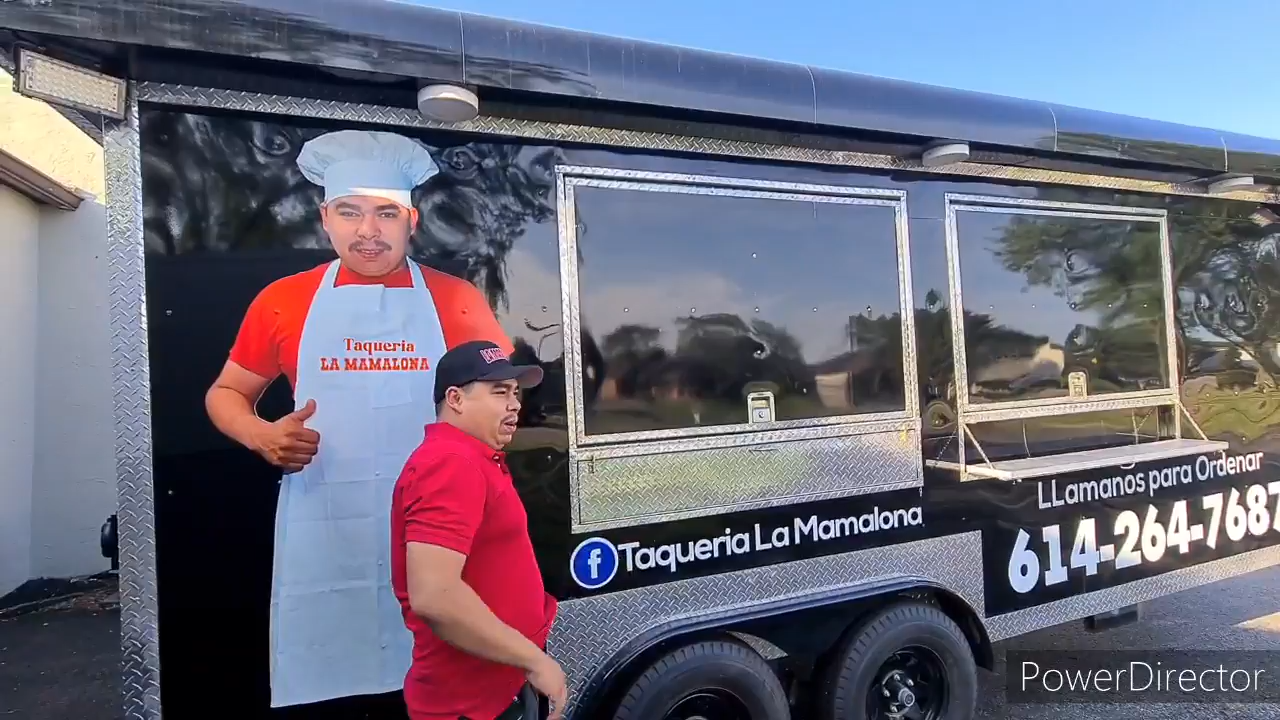 Taqueria
LA MAMALONA
f Taqueria La Mamalona
LLamanos para Ordenar
614-264-7687
PowerDirector